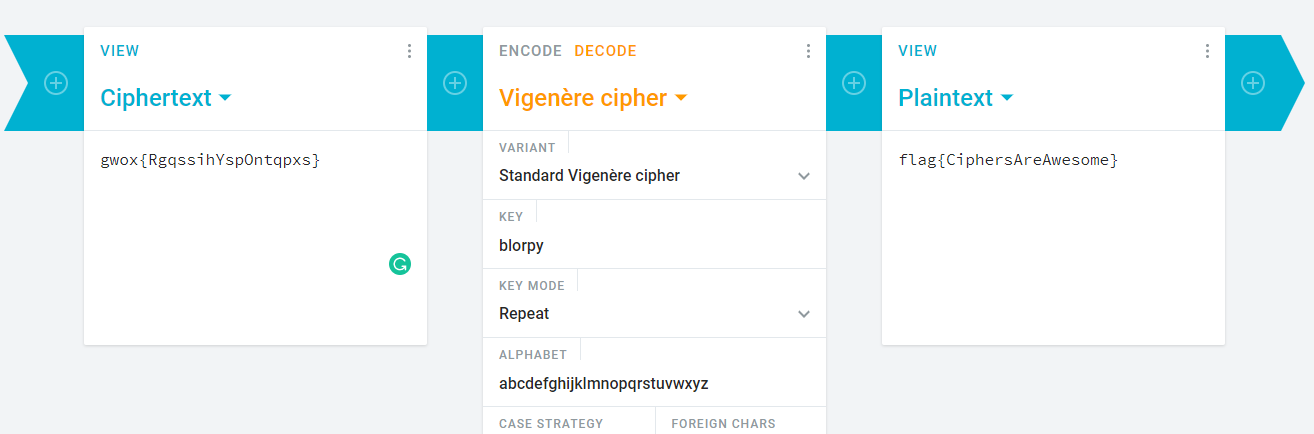 VIEW
Ciphertext
gwox{RgqssihYspOntqpxs}
ENCODE DECODE
Vigenère cipher
VARIANT
Standard Vigenère cipher
KEY
blorpy
KEY MODE
Repeat
ALPHABET
abcdefghijklmnopqrstuvwxyz
CASE STRATEGY FOREIGN CHARS
VIEW
Plaintext
flag{CiphersAreAwesome}